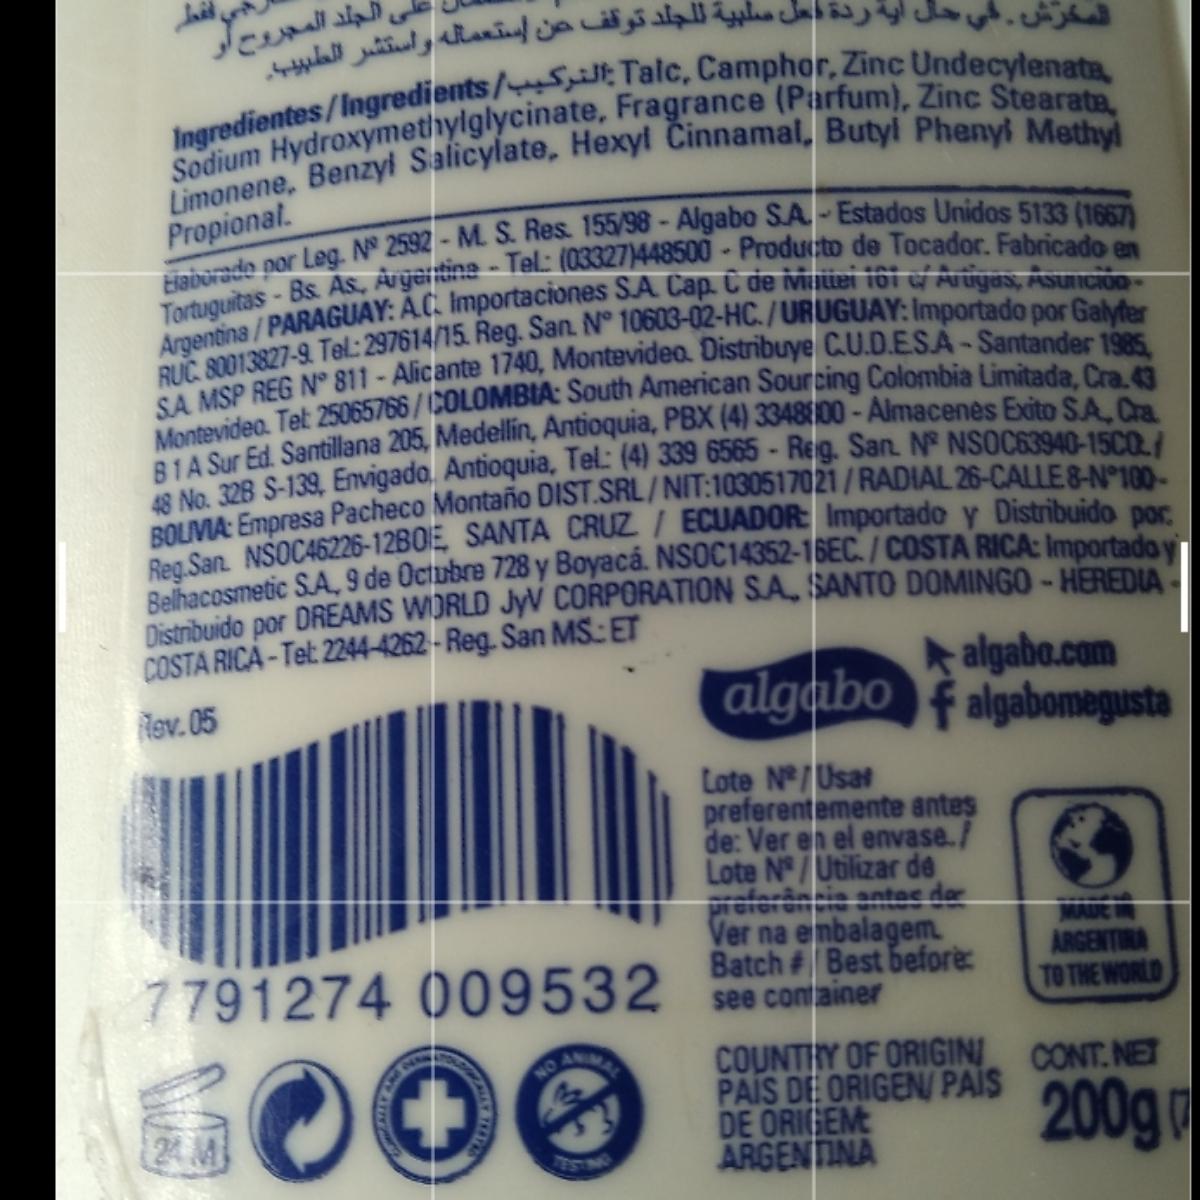 المجروح أو
. في حال أية ردة فعل سلبية للجلد توقف عن إستعماله واستشر الطبيب.
Ingredientes / Ingredients / التركيب: Talc, Camphor, Zinc Undecylenate,
Sodium Hydroxymethylglycinate, Fragrance (Parfum), Zinc Stearate,
Limonene, Benzyl Salicylate, Hexyl Cinnamal, Butyl Phenyl Methyl
Propional.
Elaborado por Leg. Nº 2592 - M. S. Res. 155/98 - Algabo S.A. - Estados Unidos 5133 (1667)
Tortuguitas - Bs. As., Argentina - Tel.: (03327)448500 - Producto de Tocador. Fabricado en
Argentina / PARAGUAY: A.C. Importaciones S.A. Cap. C de Mattei 161 c/ Artigas, Asunción -
RUC. 80013827-9. Tel.: 297614/15. Reg. San. N° 10603-02-HC. / URUGUAY: Importado por Galyfer
S.A. MSP REG N° 811 - Alicante 1740, Montevideo. Distribuye C.U.D.E.S.A - Santander 1985,
Montevideo. Tel: 25065766 / COLOMBIA: South American Sourcing Colombia Limitada, Cra. 43
B 1 A Sur Ed. Santillana 205, Medellín, Antioquia, PBX (4) 3348800 - Almacenes Exito S.A., Cra.
48 No. 32B S-139, Envigado, Antioquia, Tel.: (4) 339 6565 - Reg. San. Nº NSOC63940-15CO. /
BOLIVIA: Empresa Pacheco Montaño DIST.SRL / NIT:1030517021 / RADIAL 26-CALLE 8-N°100-
Reg.San. NSOC46226-12BOE, SANTA CRUZ / ECUADOR: Importado y Distribuido por:
Belhacosmetic S.A., 9 de Octubre 728 y Boyacá. NSOC14352-16EC. / COSTA RICA: Importado y
Distribuido por DREAMS WORLD JyV CORPORATION S.A., SANTO DOMINGO - HEREDIA -
COSTA RICA - Tel: 2244-4262 - Reg. San MS.: ET
Rev. 05
algabo
algabo.com
algabomegusta
Lote Nº / Usar
preferentemente antes
de: Ver en el envase. /
Lote Nº / Utilizar de
preferência antes de:
Ver na embalagem.
Batch # / Best before:
see container
MADE IN
ARGENTINA
TO THE WORLD
7 791274 009532
24 M
CLINICALLY AND DERMATOLOGICALLY TESTED
NO ANIMAL
TESTING
COUNTRY OF ORIGIN/
PAIS DE ORIGEN/ PAÍS
DE ORIGEM:
ARGENTINA
CONT. NET
200g (7